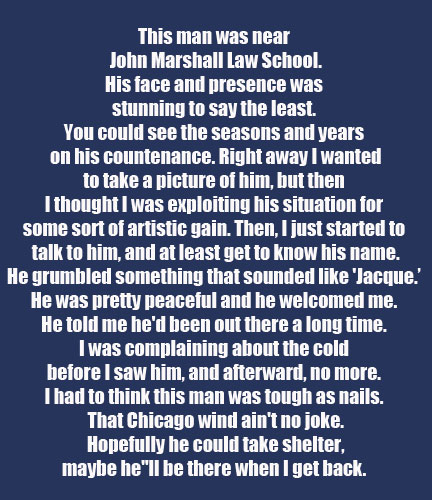 This man was near
John Marshall Law School.
His face and presence was
stunning to say the least.
You could see the seasons and years
on his countenance. Right away I wanted
to take a picture of him, but then
I thought I was exploiting his situation for
some sort of artistic gain. Then, I just started to
talk to him, and at least get to know his name.
He grumbled something that sounded like 'Jacque.’
He was pretty peaceful and he welcomed me.
He told me he'd been out there a long time.
I was complaining about the cold
before I saw him, and afterward, no more.
I had to think this man was tough as nails.
That Chicago wind ain't no joke.
Hopefully he could take shelter,
maybe he"ll be there when I get back.